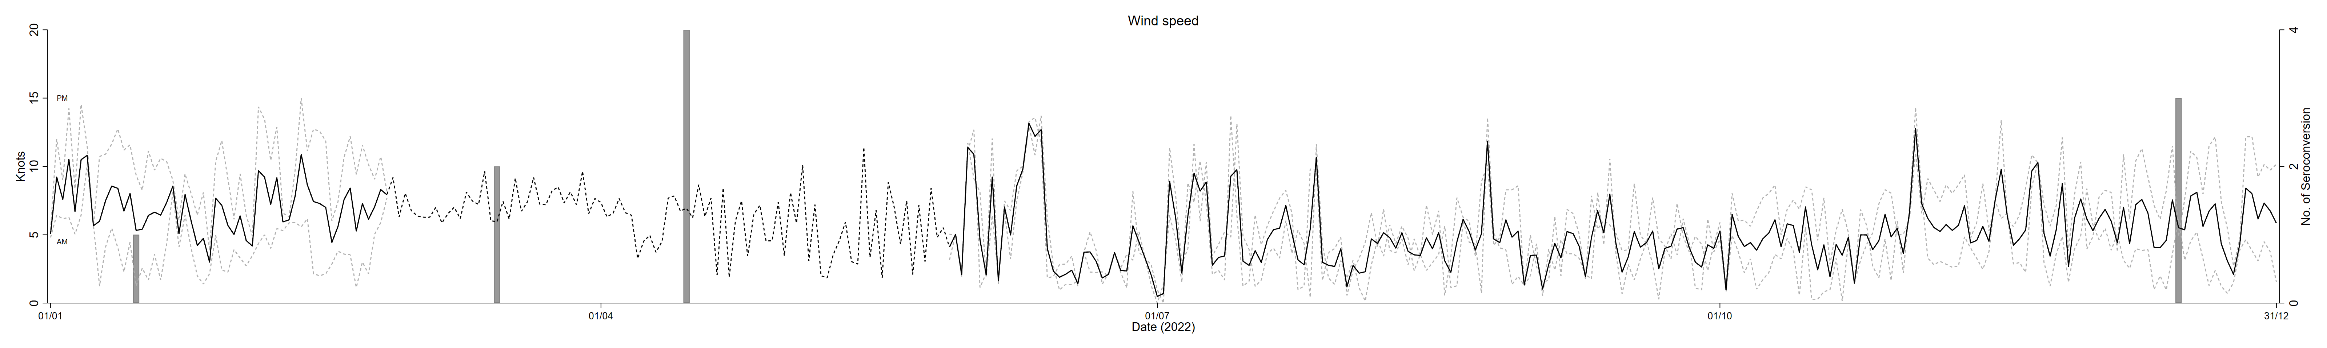 Wind speed
20
15
10
5
0
Knots
PM
AM
4
2
0
No. of Seroconversion
01/01
01/04
01/07
01/10
31/12
Date (2022)